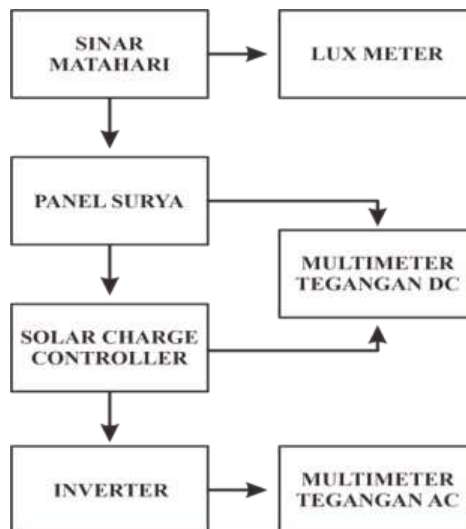 SINAR
MATAHARI
LUX METER
PANEL SURYA
MULTIMETER
TEGANGAN DC
SOLAR CHARGE
CONTROLLER
INVERTER
MULTIMETER
TEGANGAN AC